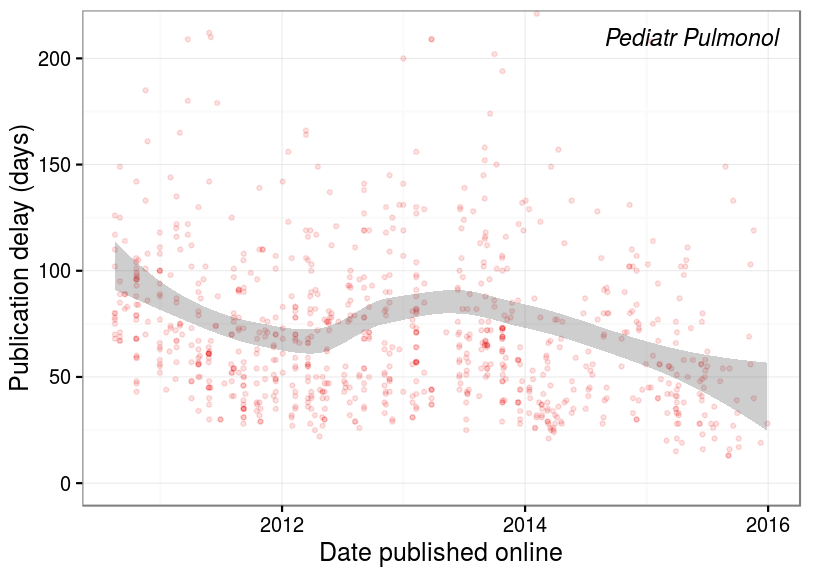 Pediatr Pulmonol
Publication delay (days)
200
150
100
50
0
2012
2014
2016
Date published online